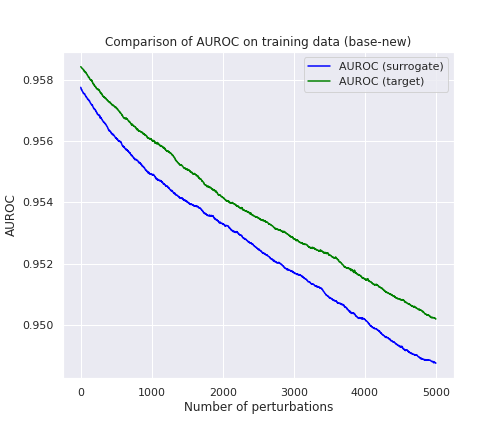 Comparison of AUROC on training data (base-new)
AUROC (surrogate)
AUROC (target)
0.958
0.956
0.954
0.952
0.950
AUROC
0 1000 2000 3000 4000 5000
Number of perturbations